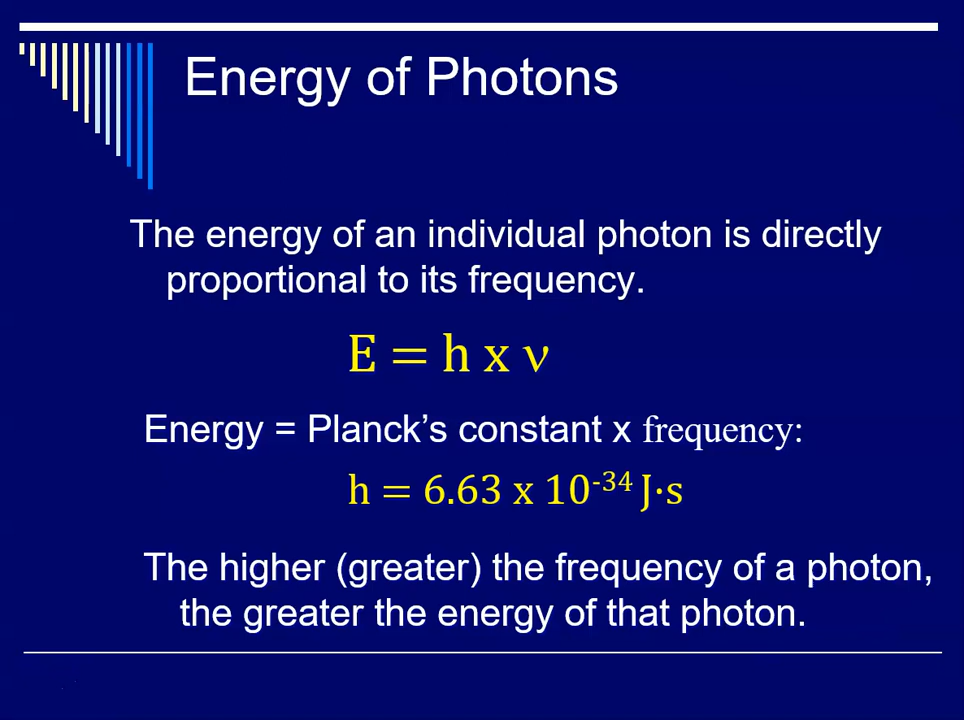 Energy of Photons
The energy of an individual photon is directly
proportional to its frequency.
E = h x ν
Energy = Planck’s constant x frequency:
h = 6.63 x 10⁻³⁴ J·s
The higher (greater) the frequency of a photon,
the greater the energy of that photon.